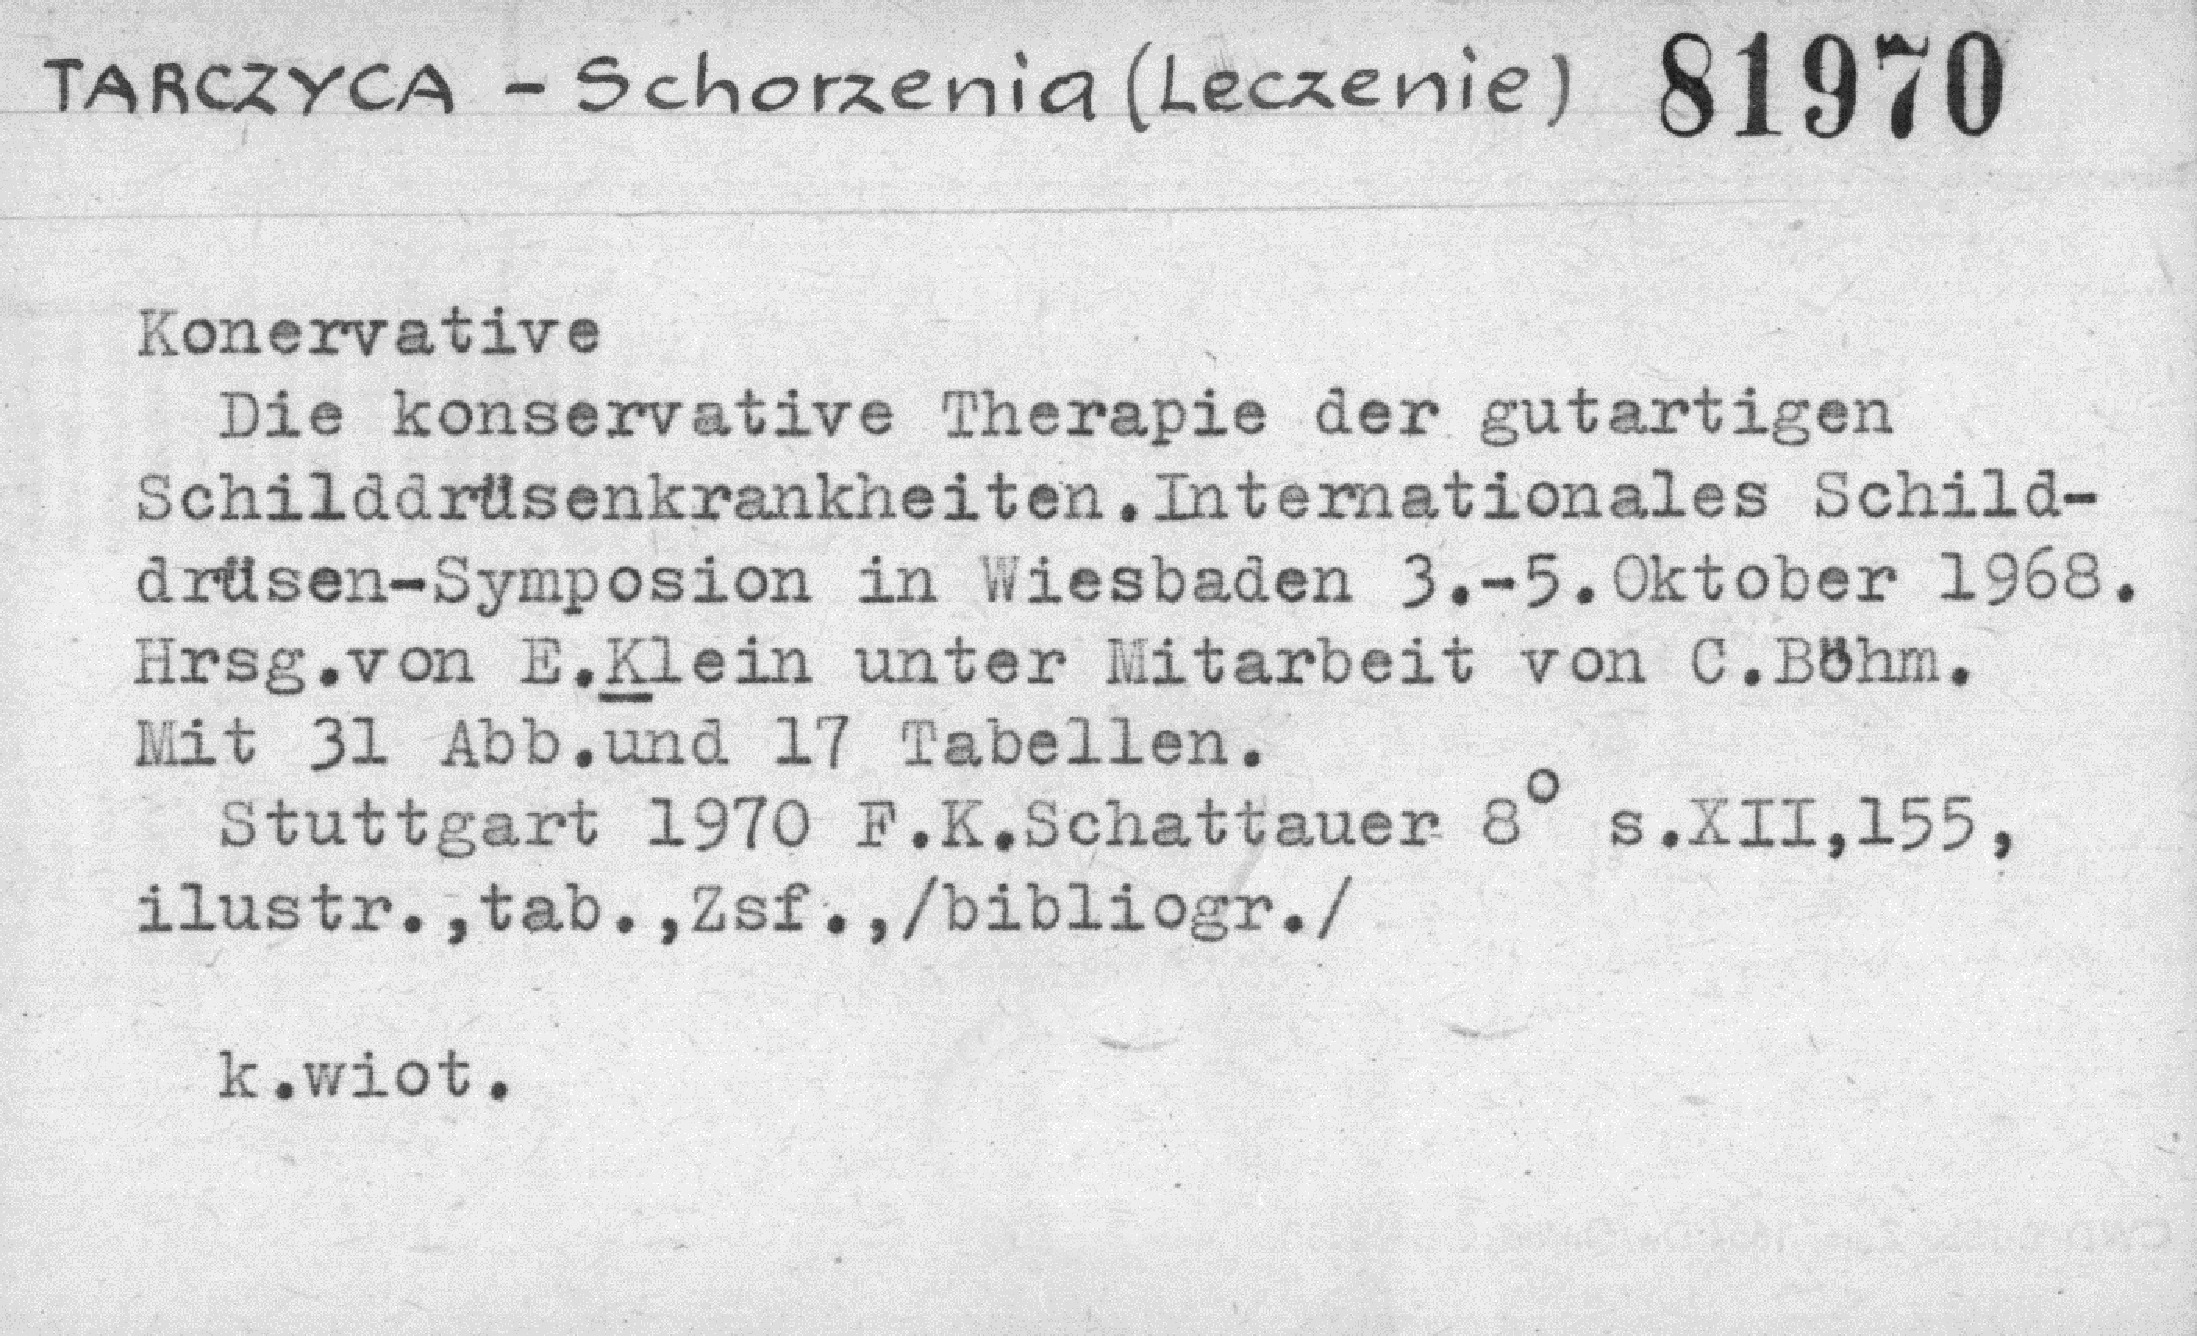 TARCZYCA - Schorzenia (Leczenie) 81970
Konervative
Die konservative Therapie der gutartigen
Schilddrüsenkrankheiten.Internationales Schild-
drüsen-Symposion in Wiesbaden 3.-5.Oktober 1968.
Hrsg.von E.Klein unter Mitarbeit von C.Böhm.
Mit 31 Abb.und 17 Tabellen.
Stuttgart 1970 F.K.Schattauer 8° s.XII,155,
ilustr.,tab.,Zsf.,/bibliogr./
k.wiot.